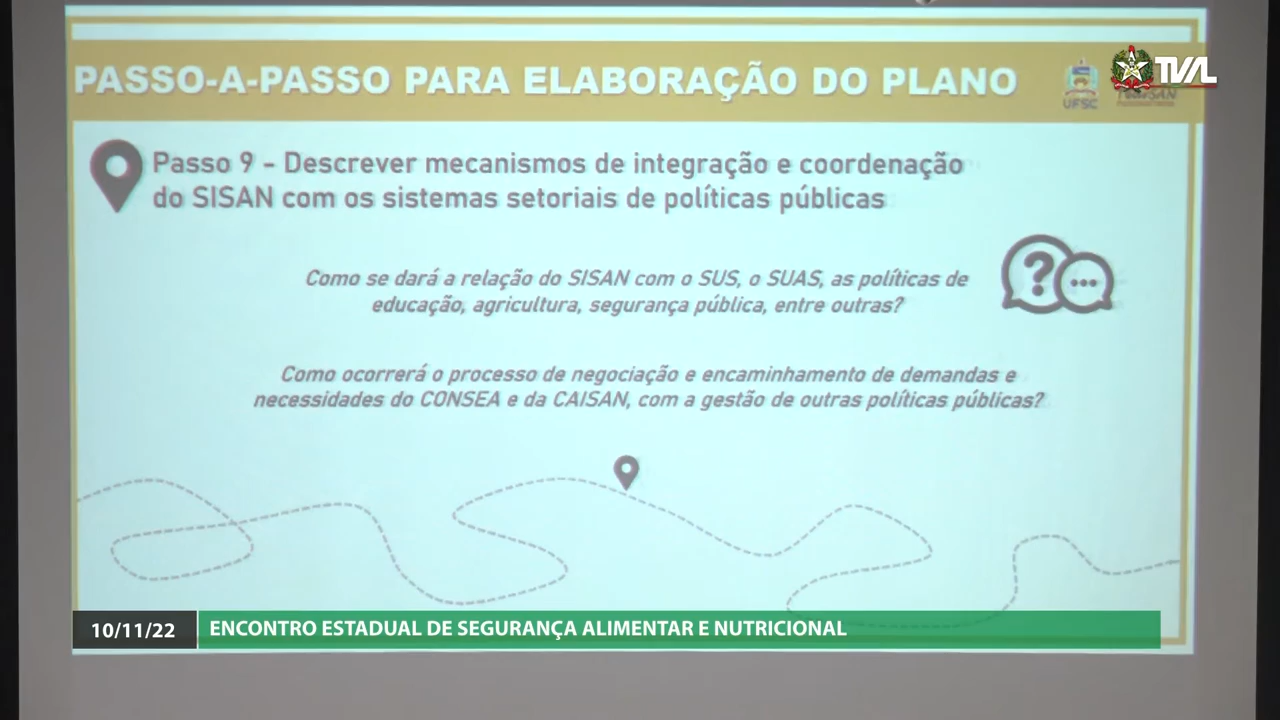 PASSO-A-PASSO PARA ELABORAÇÃO DO PLANO
UFSC
TVAL
Passo 9 - Descrever mecanismos de integração e coordenação
do SISAN com os sistemas setoriais de políticas públicas
?
...
Como se dará a relação do SISAN com o SUS, o SUAS, as políticas de
educação, agricultura, segurança pública, entre outras?
Como ocorrerá o processo de negociação e encaminhamento de demandas e
necessidades do CONSEA e da CAISAN, com a gestão de outras políticas públicas?
10/11/22
ENCONTRO ESTADUAL DE SEGURANÇA ALIMENTAR E NUTRICIONAL